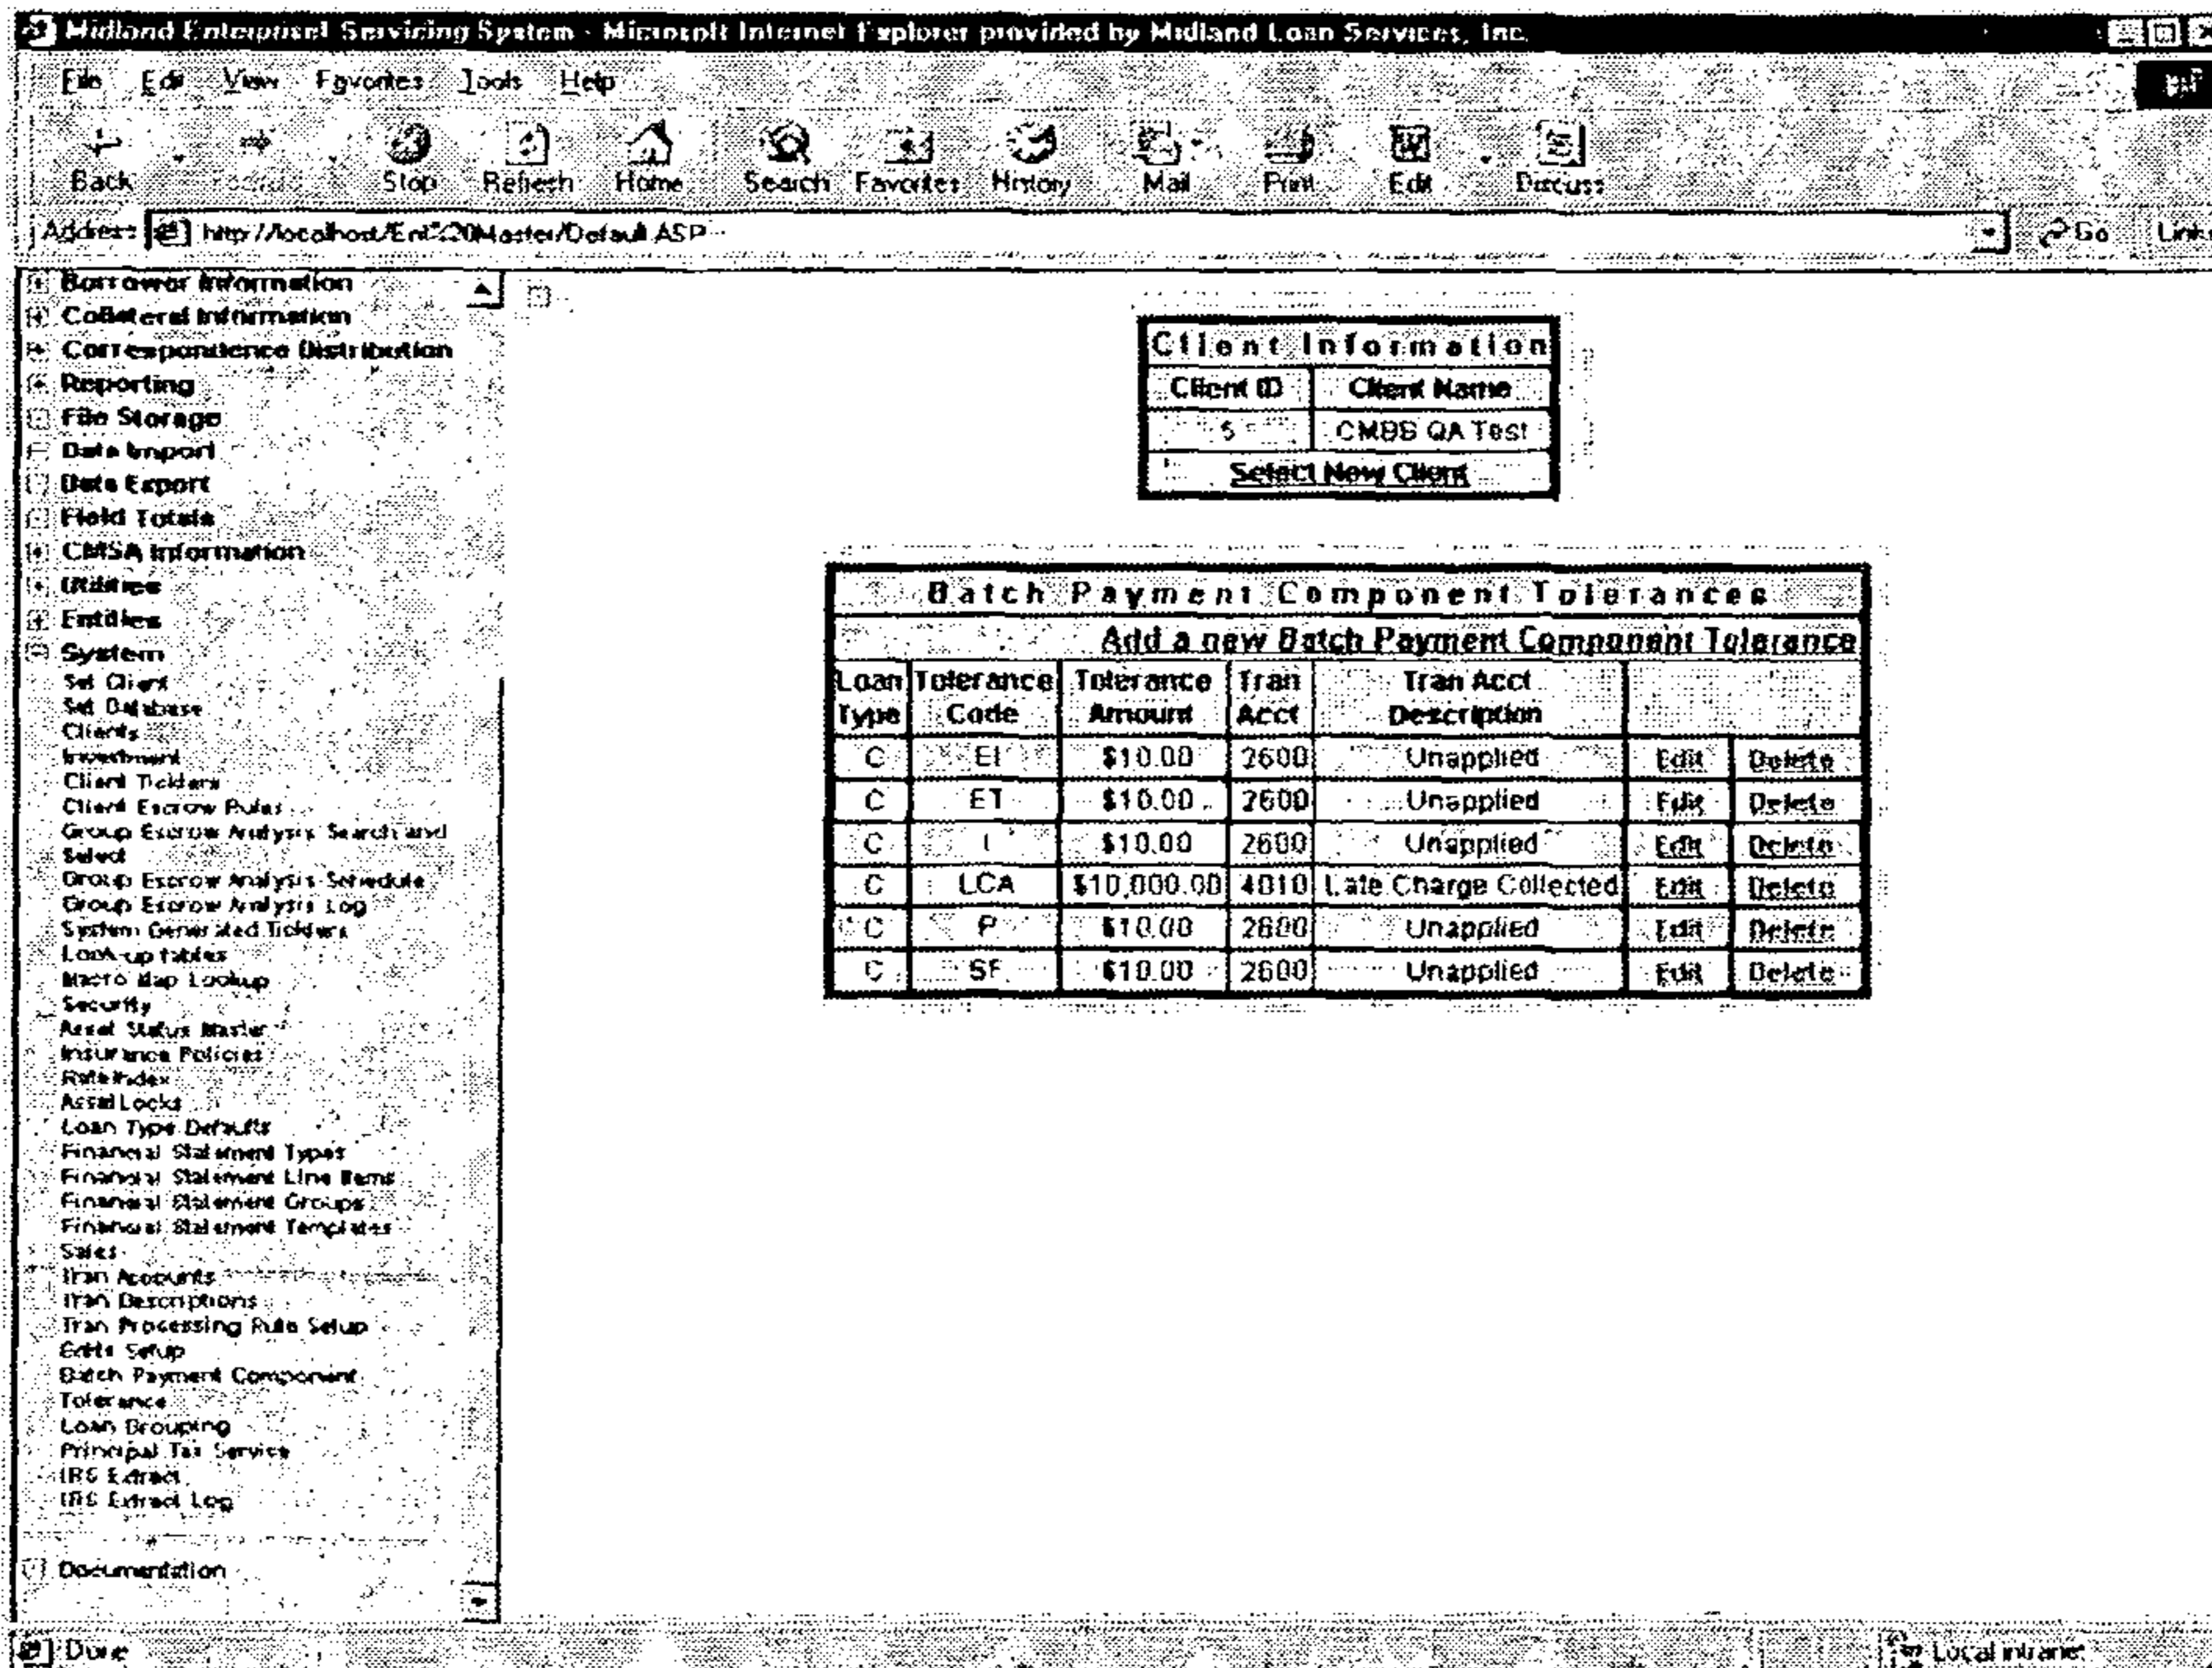 Midland Enterprise! Servicing System - Microsoft Internet Explorer provided by Midland Loan Services, Inc.
File Edit View Favorites Tools Help
Back Stop Refresh Home Search Favorites History Mail Print Edit Discuss
Address http://localhost/Ent%20Master/Default.ASP Go Links
Borrower Information
Collateral Information
Correspondence Distribution
Reporting
File Storage
Data Import
Data Export
Field Totals
CMSA Information
Utilities
Entities
System
Set Client
Set Database
Clients
Investment
Client Ticklers
Client Escrow Rules
Group Escrow Analysis Search and
Select
Group Escrow Analysis Schedule
Group Escrow Analysis Log
System Generated Ticklers
Look-up tables
Macro Map Lookup
Security
Asset Status Master
Insurance Policies
Rate Index
Asset Locks
Loan Type Defaults
Financial Statement Types
Financial Statement Line Items
Financial Statement Groups
Financial Statement Templates
Sales
Tran Accounts
Tran Descriptions
Tran Processing Rule Setup
Edits Setup
Batch Payment Component
Tolerance
Loan Grouping
Principal Tax Service
IRS Extract
IRS Extract Log
Documentation
Client Information
Client ID Client Name
5 CMBS QA Test
Select New Client
Batch Payment Component Tolerances
Add a new Batch Payment Component Tolerance
Loan Tolerance Tolerance Tran Tran Acct
Type Code Amount Acct Description
C EI $10.00 2600 Unapplied Edit Delete
C ET $10.00 2600 Unapplied Edit Delete
C I $10.00 2600 Unapplied Edit Delete
C LCA $10,000.00 4010 Late Charge Collected Edit Delete
C P $10.00 2600 Unapplied Edit Delete
C SF $10.00 2600 Unapplied Edit Delete
Done Local intranet